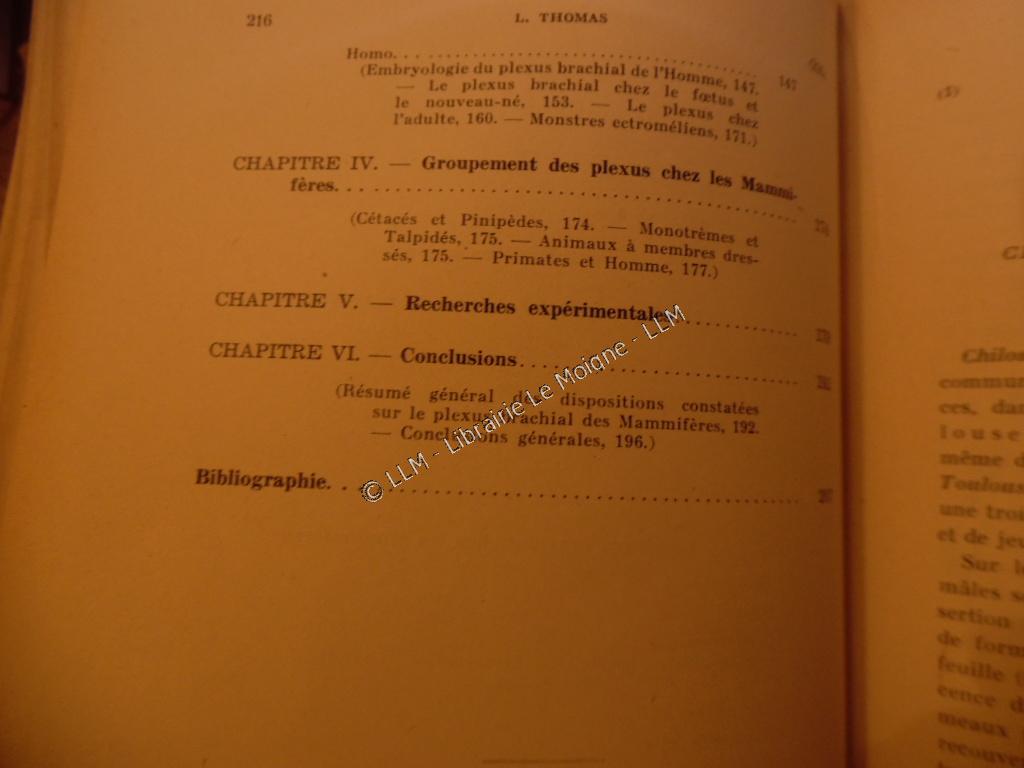 216
L. THOMAS
Homo. . . . . . . . . . . . . . . . . . . . . . . . . . . . . . . . . . . 147
(Embryologie du plexus brachial de l'Homme, 147.
— Le plexus brachial chez le fœtus et
le nouveau-né, 153. — Le plexus chez
l'adulte, 160. — Monstres ectroméliens, 171.)
CHAPITRE IV. — Groupement des plexus chez les Mammi-
fères. . . . . . . . . . . . . . . . . . . . . . . . . . . . . . . . . . .
(Cétacés et Pinipèdes, 174. — Monotrèmes et
Talpidés, 175. — Animaux à membres dres-
sés, 175. — Primates et Homme, 177.)
CHAPITRE V. — Recherches expérimentales. . . . . . . . . . . .
CHAPITRE VI. — Conclusions. . . . . . . . . . . . . . . . . . . . . . .
(Résumé général des dispositions constatées
sur le plexus brachial des Mammifères, 192.
— Conclusions générales, 196.)
Bibliographie. . . . . . . . . . . . . . . . . . . . . . . . . . . . . . . . . . .
© LLM - Librairie Le Moigne - LLM
commun
ces, dan
louse
même d
Toulous
une troi
et de jeu
Sur le
mâles se
sertion
de form
feuille (
cence d
meaux
recouver